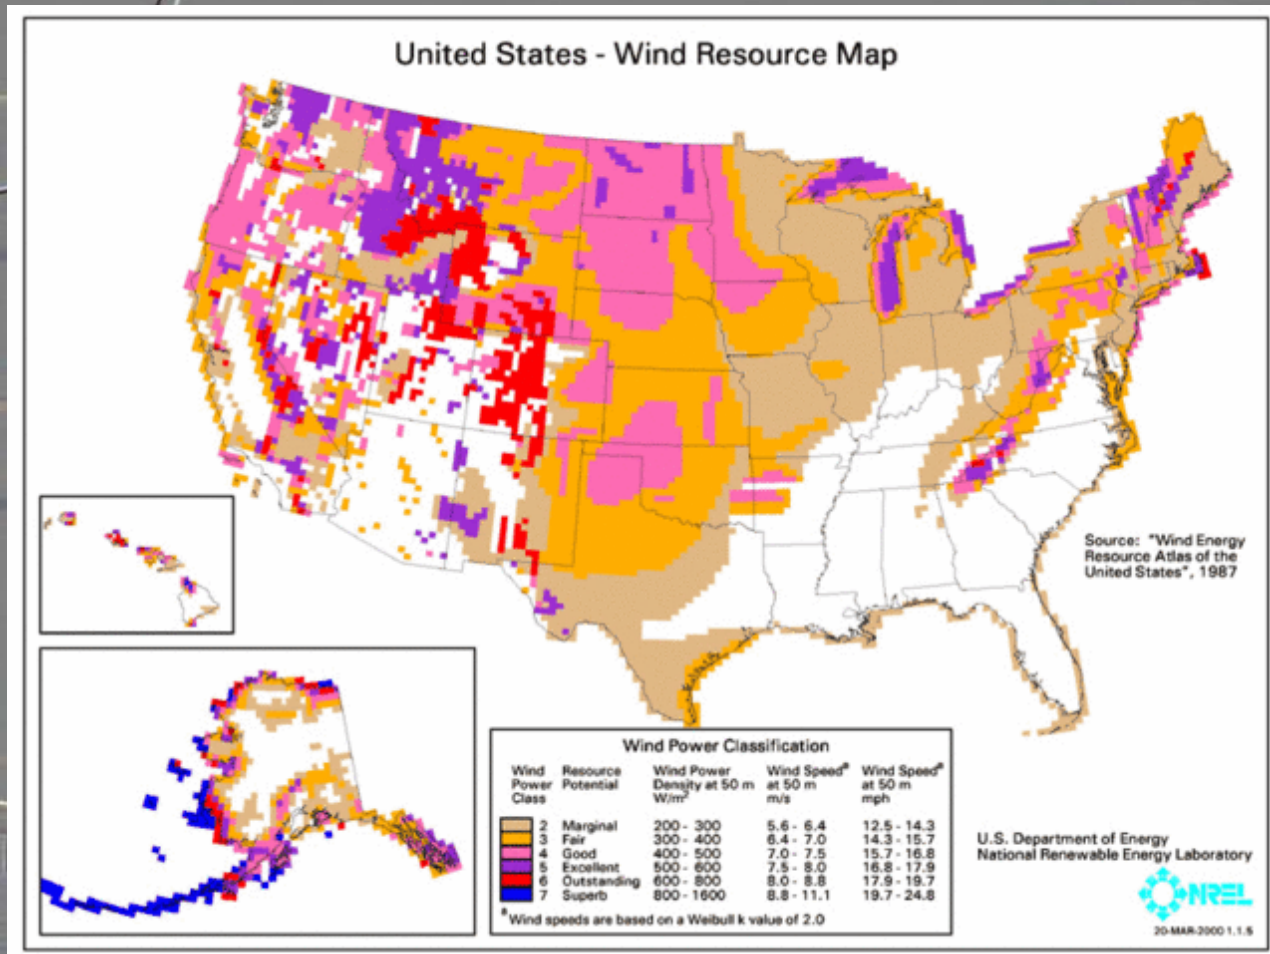 United States - Wind Resource Map
Source: "Wind Energy
Resource Atlas of the
United States", 1987
Wind Power Classification
Wind Power Class Resource Potential Wind Power Density at 50 m W/m² Wind Speedª at 50 m m/s Wind Speedª at 50 m mph
2 Marginal 200 - 300 5.6 - 6.4 12.5 - 14.3
3 Fair 300 - 400 6.4 - 7.0 14.3 - 15.7
4 Good 400 - 500 7.0 - 7.5 15.7 - 16.8
5 Excellent 500 - 600 7.5 - 8.0 16.8 - 17.9
6 Outstanding 600 - 800 8.0 - 8.8 17.9 - 19.7
7 Superb 800 - 1600 8.8 - 11.1 19.7 - 24.8
ª Wind speeds are based on a Weibull k value of 2.0
U.S. Department of Energy
National Renewable Energy Laboratory
NREL
20-MAR-2000 1.1.5